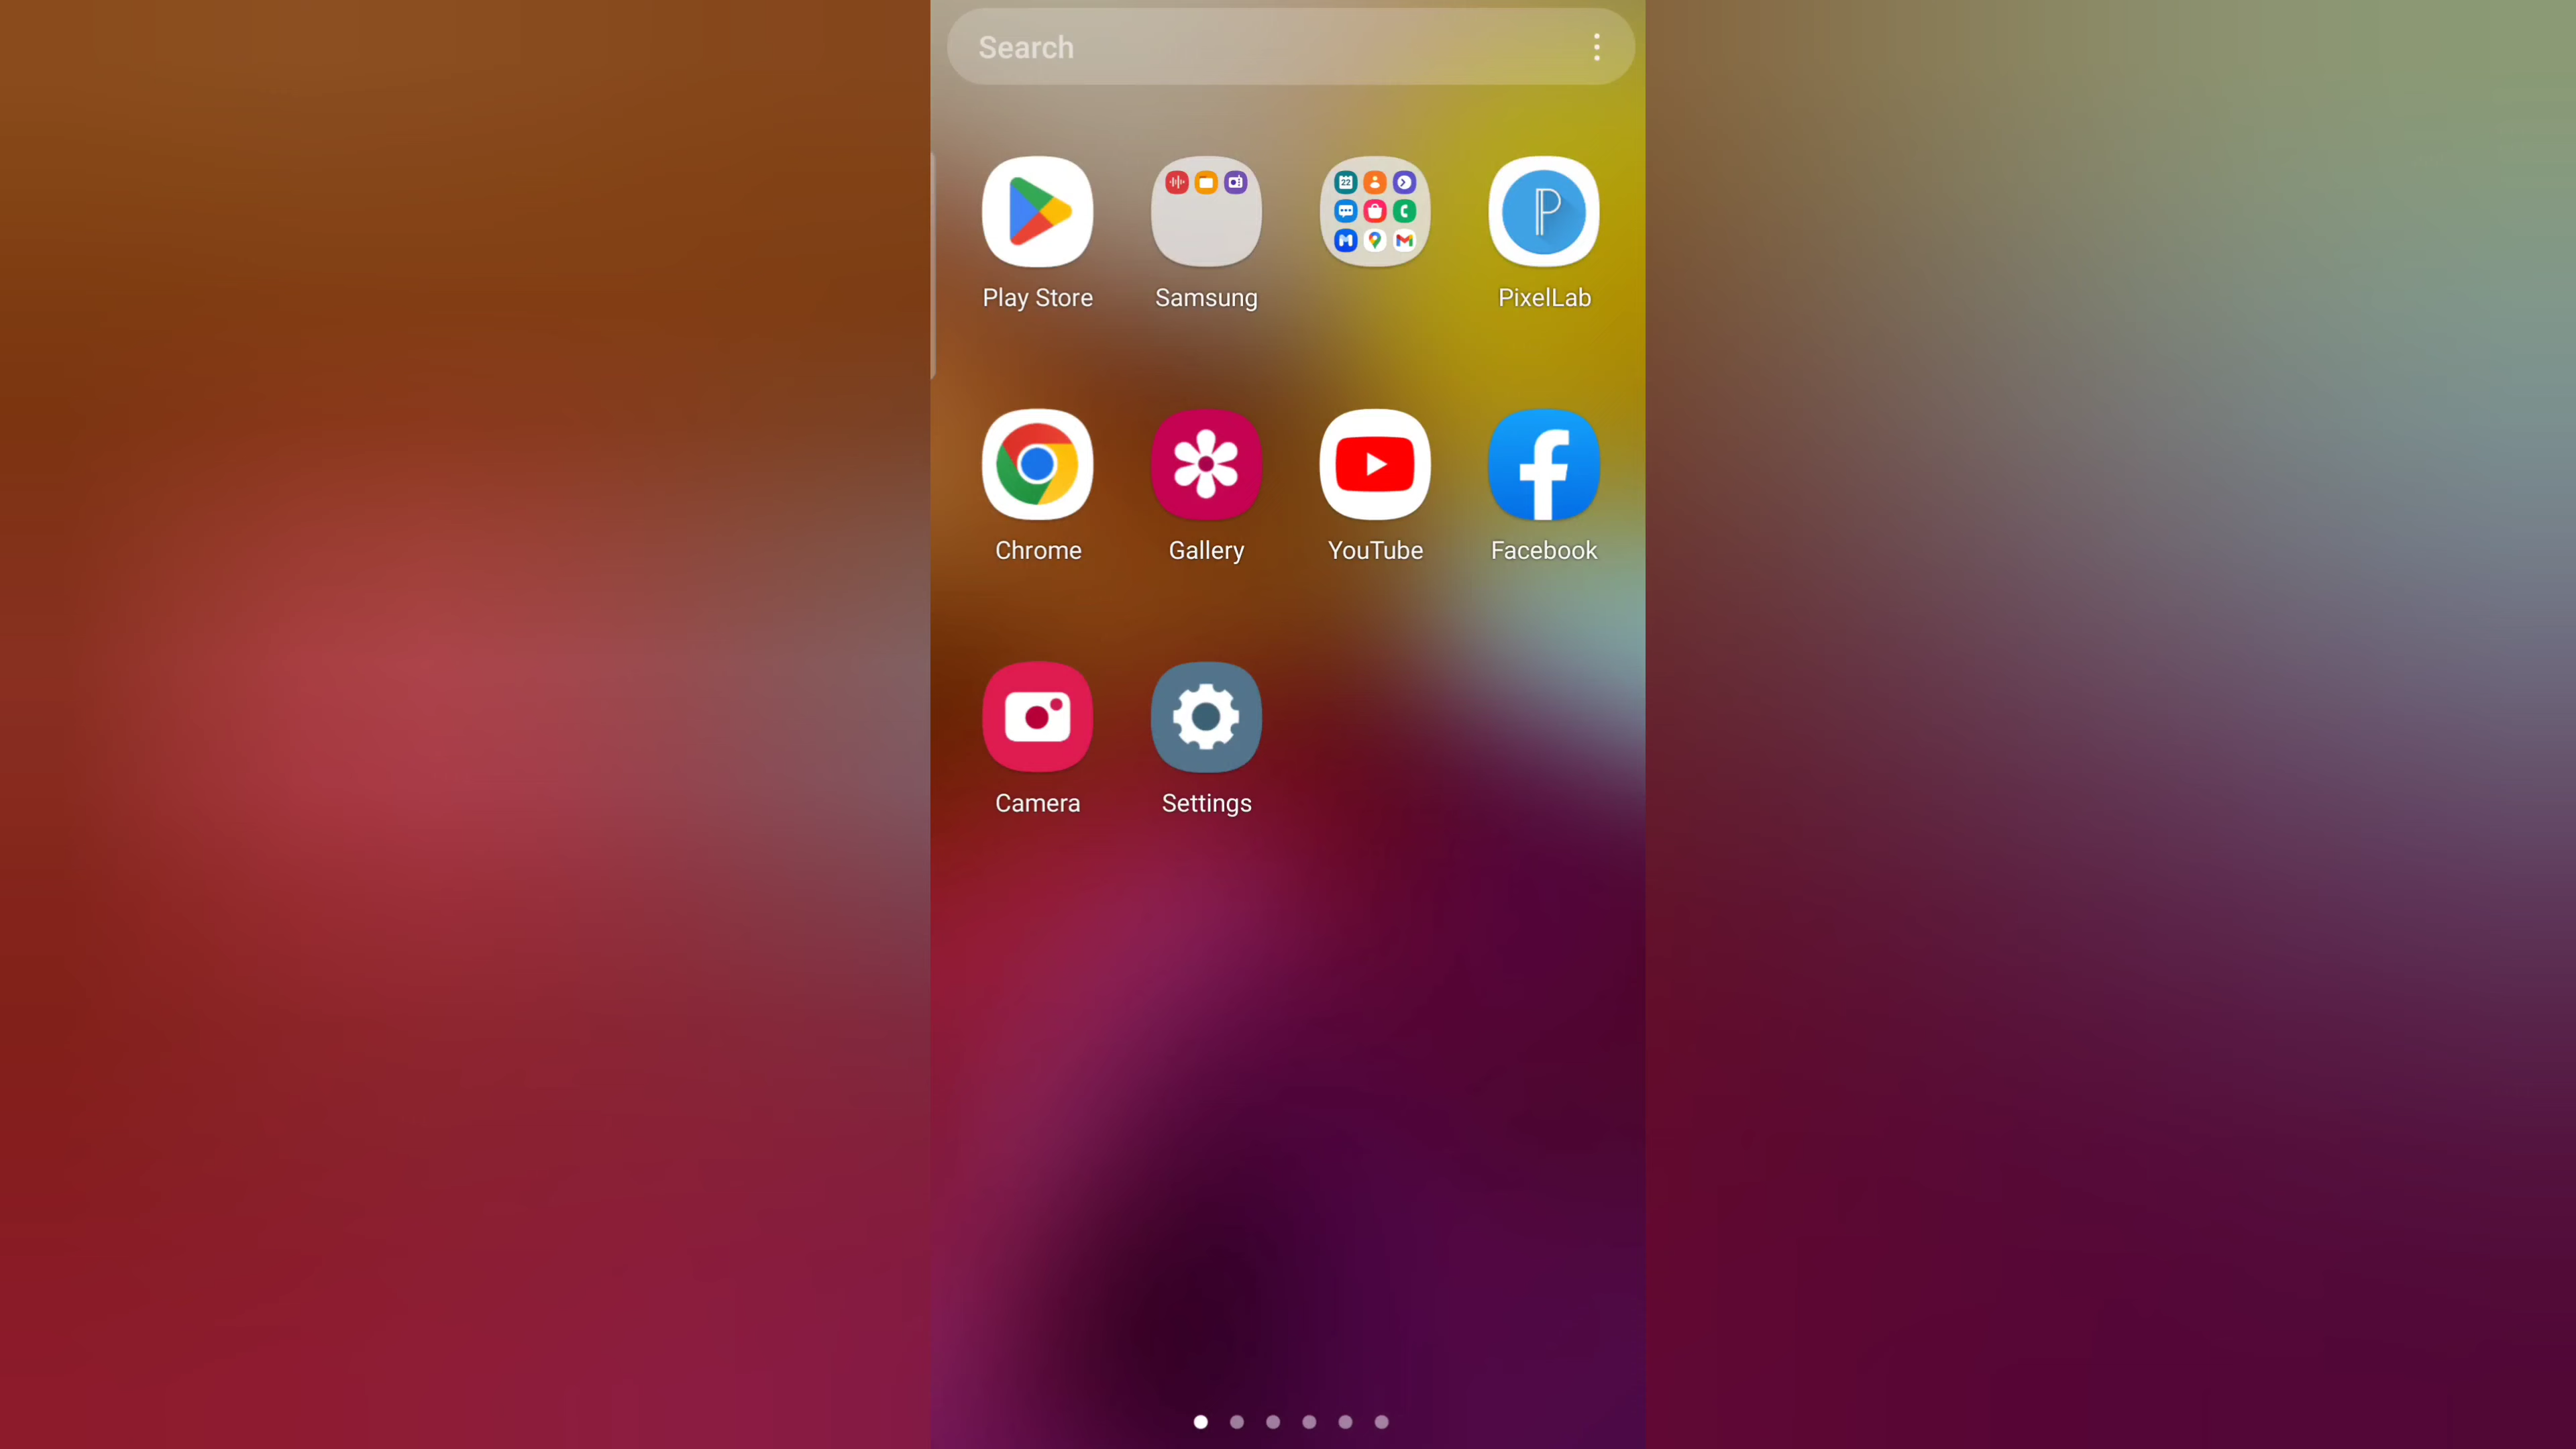 Search
Play Store
Samsung
PixelLab
Chrome
Gallery
YouTube
Facebook
Camera
Settings